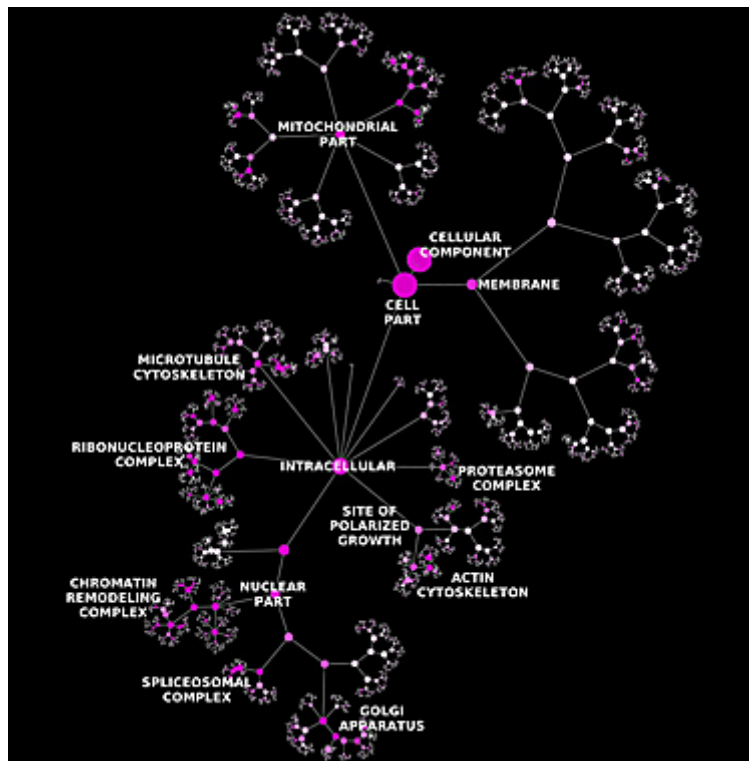 MITOCHONDRIAL
PART
CELLULAR
COMPONENT
MEMBRANE
CELL
PART
MICROTUBULE
CYTOSKELETON
RIBONUCLEOPROTEIN
COMPLEX
INTRACELLULAR
PROTEASOME
COMPLEX
SITE OF
POLARIZED
GROWTH
ACTIN
CYTOSKELETON
CHROMATIN
REMODELING
COMPLEX
NUCLEAR
PART
SPLICEOSOMAL
COMPLEX
GOLGI
APPARATUS